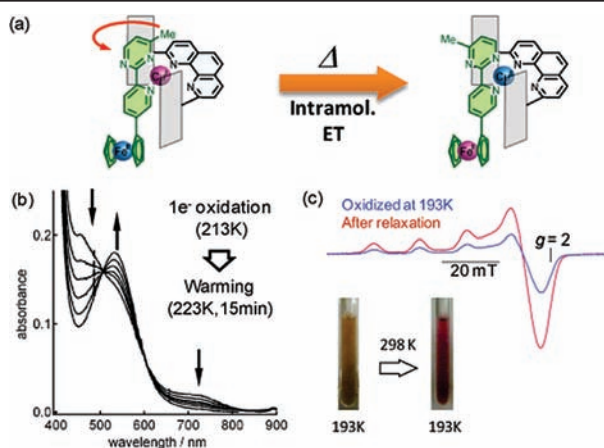 (a)
Me
N
N
N
N
N
N
Cu
Fe
Δ
Intramol.
ET
Me
N
N
N
N
N
N
Cu
Fe
(b)
1e⁻ oxidation
(213K)
Warming
(223K, 15min)
0.2
0.1
0.0
absorbance
400 500 600 700 800 900
wavelength / nm
(c)
Oxidized at 193K
After relaxation
g = 2
20 mT
298 K
193K 193K